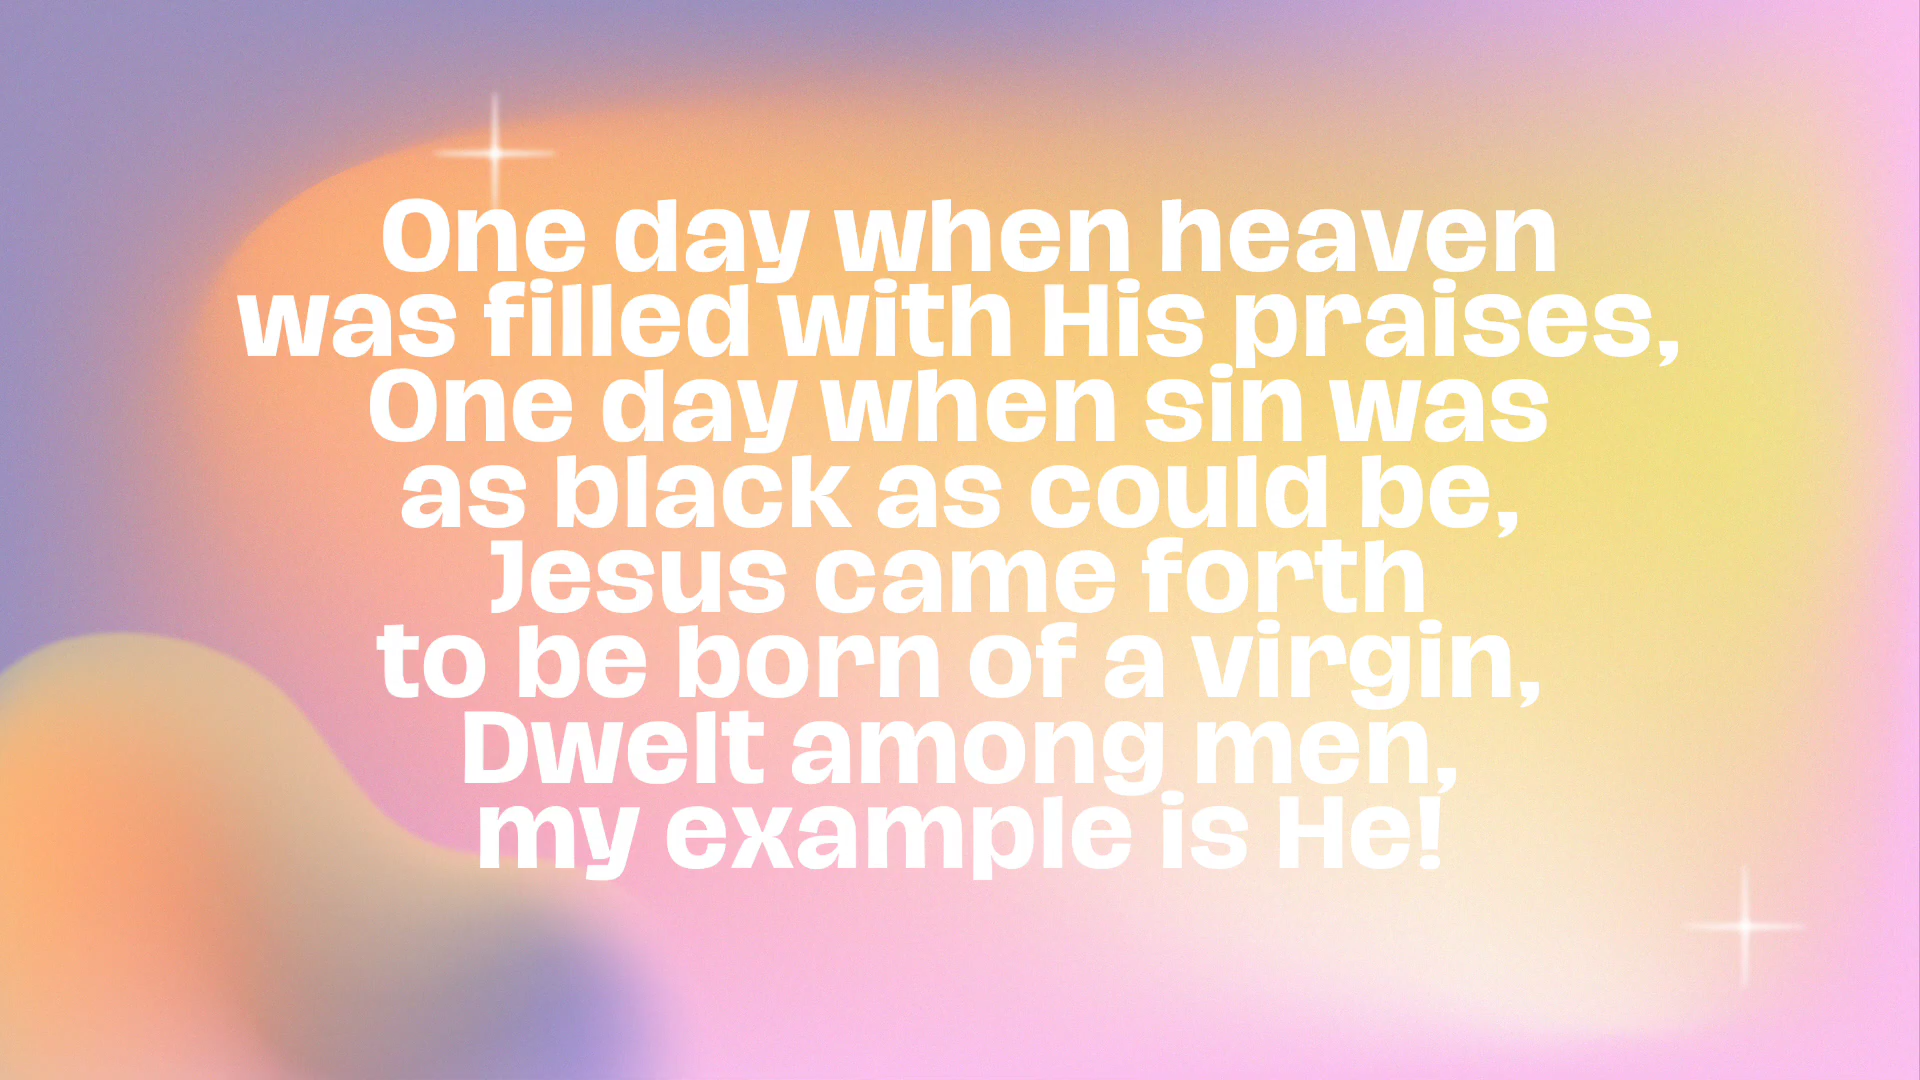 One day when heaven
was filled with His praises,
One day when sin was
as black as could be,
Jesus came forth
to be born of a virgin,
Dwelt among men,
my example is He!